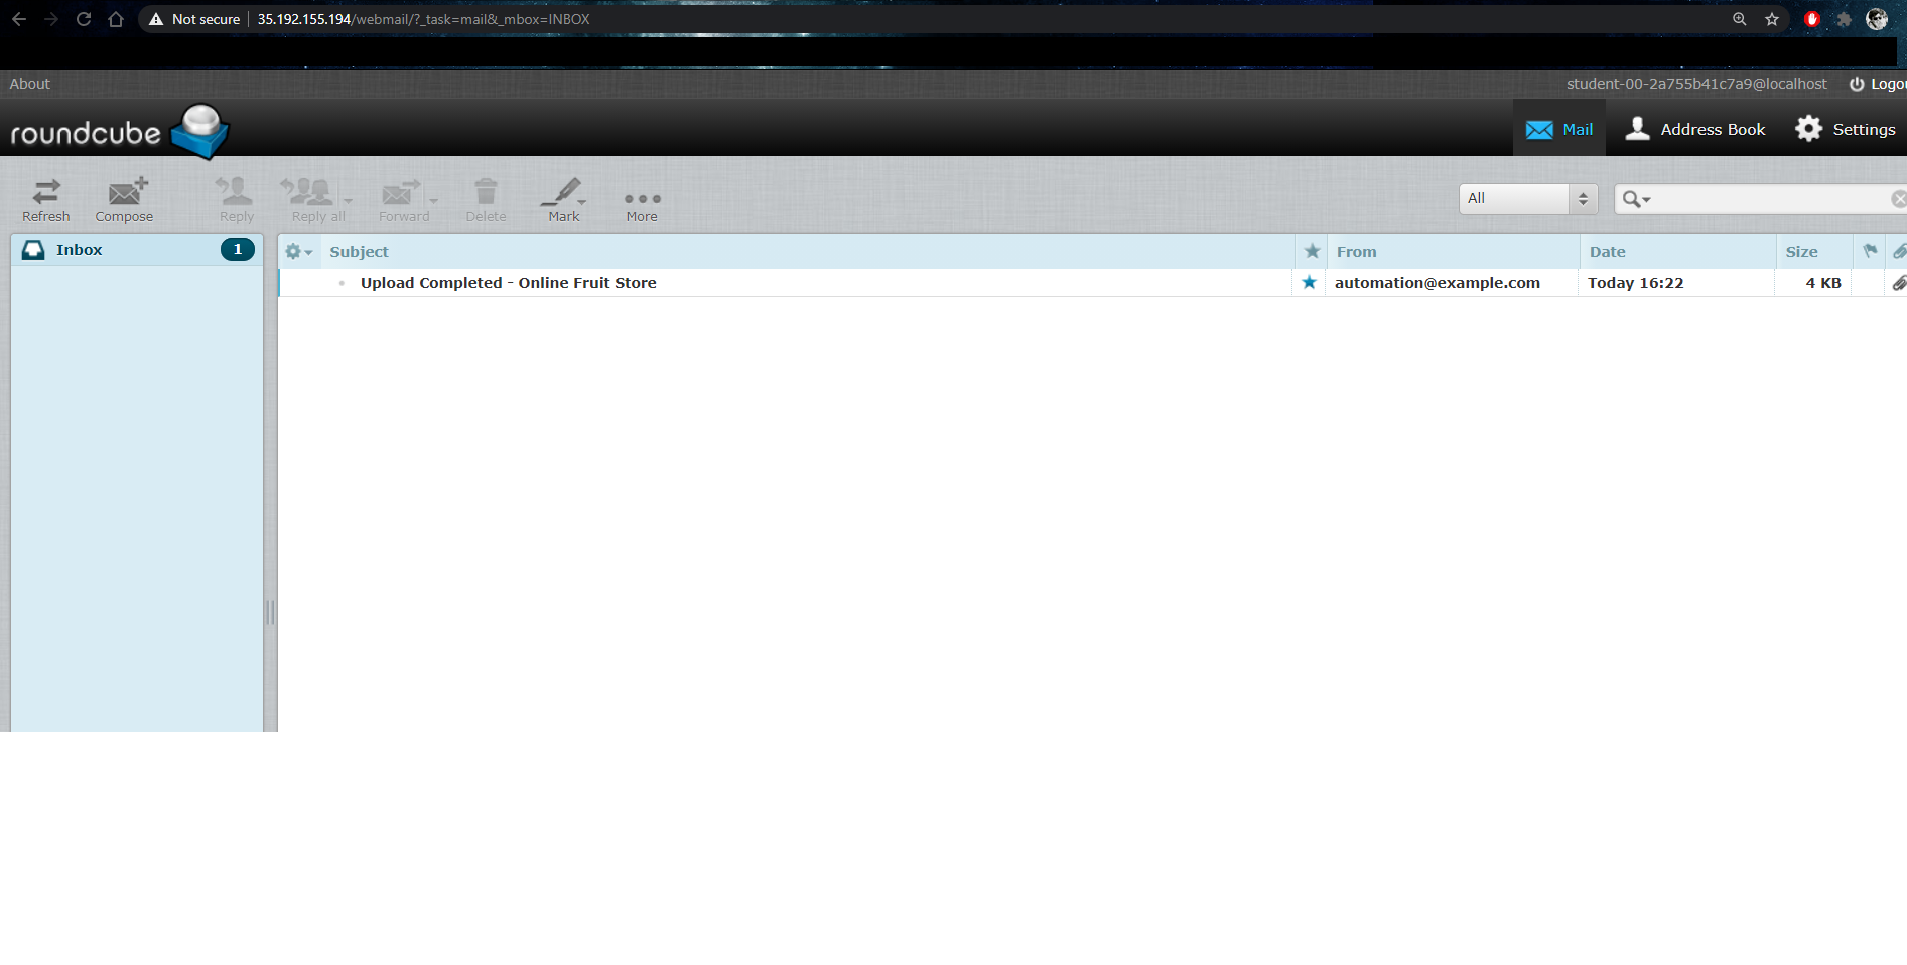 Not secure 35.192.155.194/webmail/?_task=mail&_mbox=INBOX
About student-00-2a755b41c7a9@localhost Logou
roundcube Mail Address Book Settings
Refresh Compose Reply Reply all Forward Delete Mark More All
Inbox 1 Subject From Date Size
Upload Completed - Online Fruit Store automation@example.com Today 16:22 4 KB